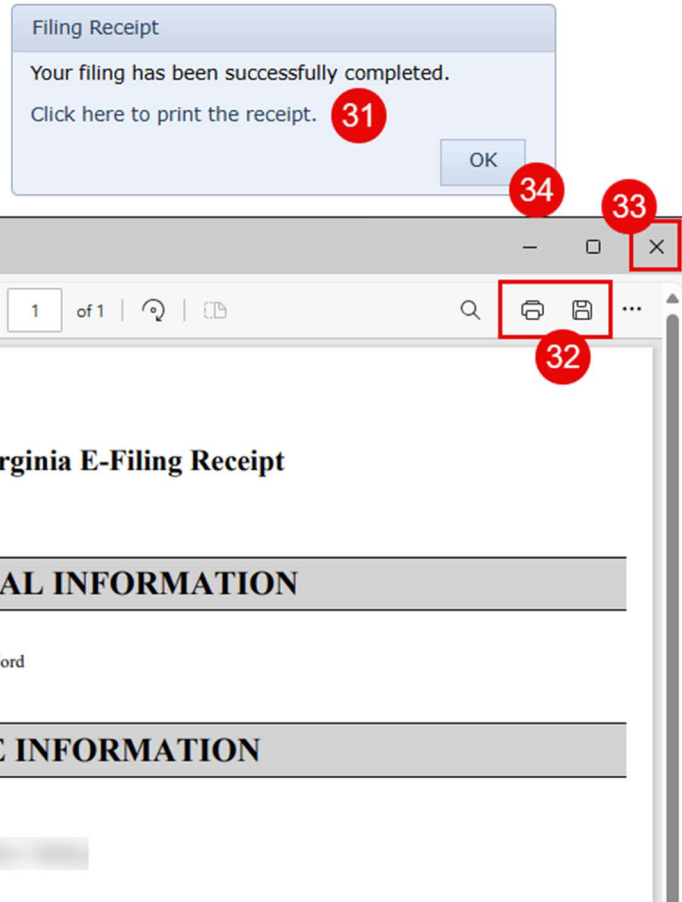 Filing Receipt
Your filing has been successfully completed.
Click here to print the receipt. 31
OK
34
33
1 of 1
32
rginia E-Filing Receipt
AL INFORMATION
ord
E INFORMATION